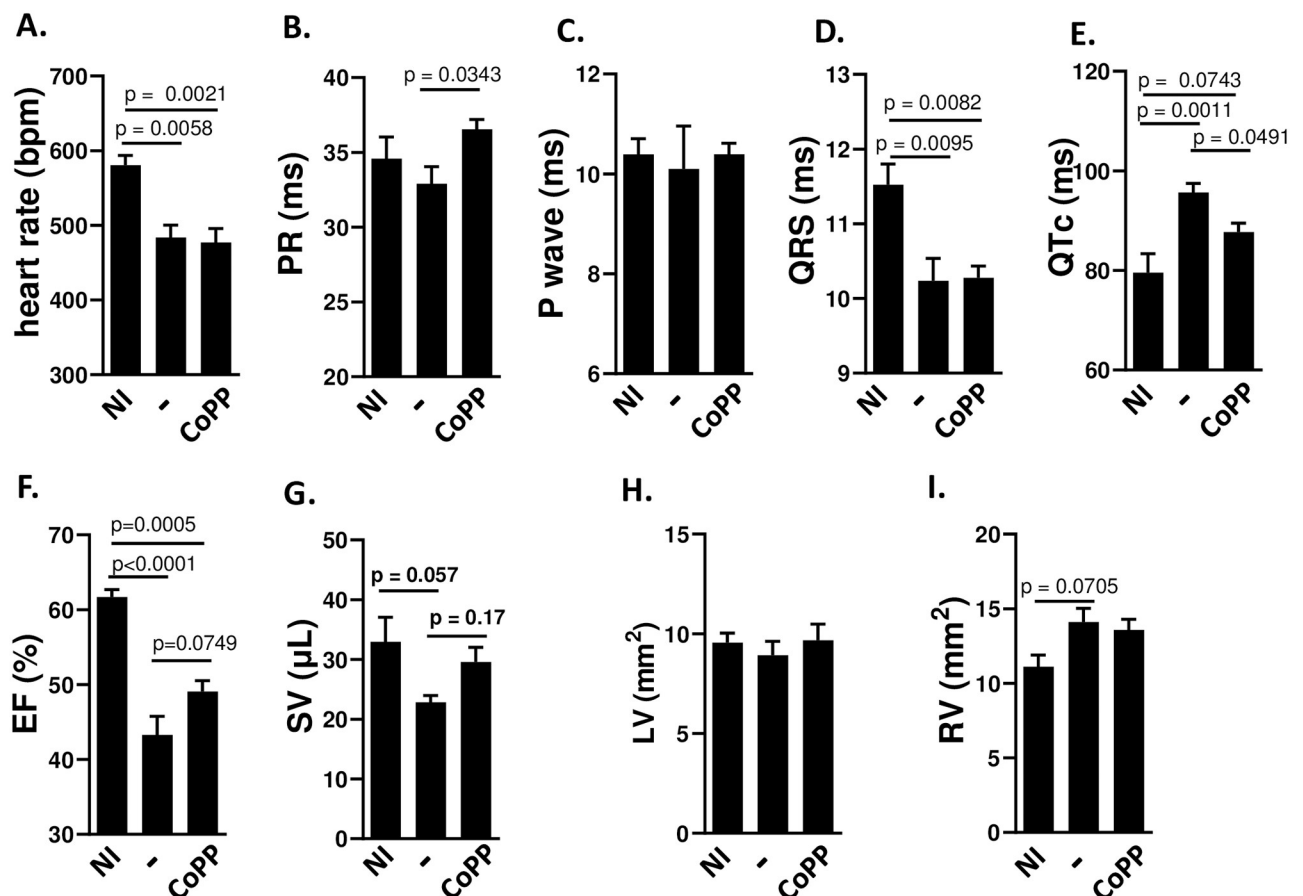 A.
heart rate (bpm)
700
600
500
400
300
p = 0.0021
p = 0.0058
NI
-
CoPP
B.
PR (ms)
40
35
30
25
20
p = 0.0343
NI
-
CoPP
C.
P wave (ms)
12
10
8
6
NI
-
CoPP
D.
QRS (ms)
13
12
11
10
9
p = 0.0082
p = 0.0095
NI
-
CoPP
E.
QTc (ms)
120
100
80
60
p = 0.0743
p = 0.0011
p = 0.0491
NI
-
CoPP
F.
EF (%)
70
60
50
40
30
p=0.0005
p<0.0001
p=0.0749
NI
-
CoPP
G.
SV (µL)
50
40
30
20
10
0
p = 0.057
p = 0.17
NI
-
CoPP
H.
LV (mm²)
15
10
5
0
NI
-
CoPP
I.
RV (mm²)
20
15
10
5
0
p = 0.0705
NI
-
CoPP